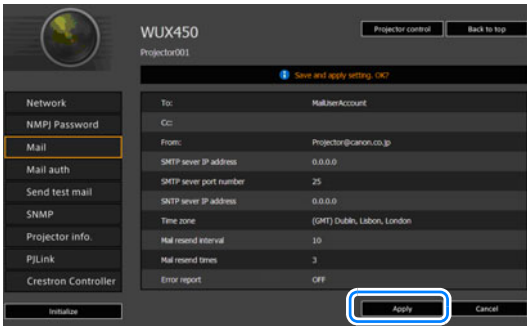 WUX450
Projector001
Projector control
Back to top
Save and apply setting. OK?
Network
NMPJ Password
Mail
Mail auth
Send test mail
SNMP
Projector info.
PJLink
Crestron Controller
Initialize
To: MailUserAccount
Cc:
From: Projector@canon.co.jp
SMTP sever IP address 0.0.0.0
SMTP sever port number 25
SNTP sever IP address 0.0.0.0
Time zone (GMT) Dublin, Lisbon, London
Mail resend interval 10
Mail resend times 3
Error report OFF
Apply
Cancel